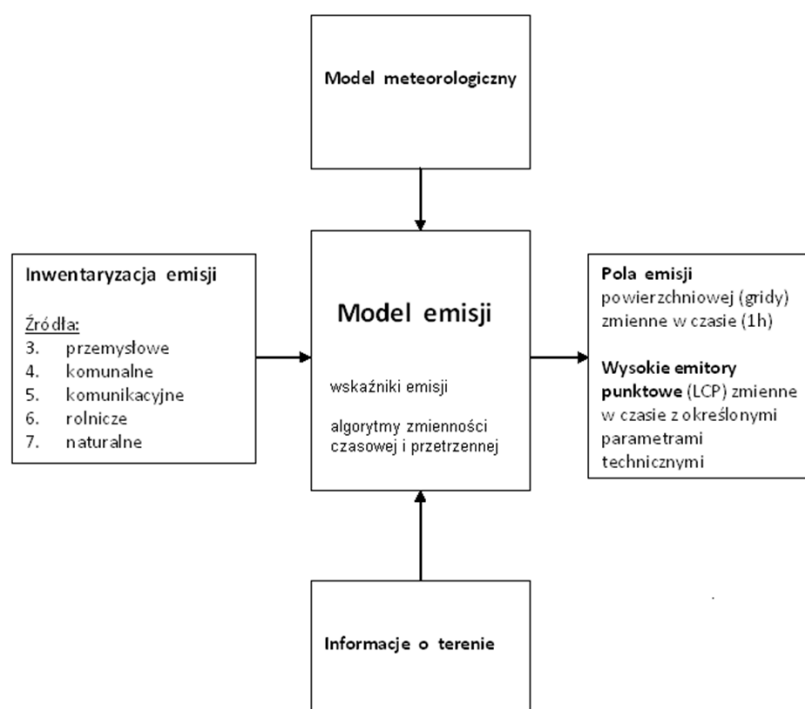 Model meteorologiczny
Inwentaryzacja emisji
Źródła:
3. przemysłowe
4. komunalne
5. komunikacyjne
6. rolnicze
7. naturalne
Model emisji
wskaźniki emisji
algorytmy zmienności
czasowej i przetrzennej
Pola emisji
powierzchniowej (gridy)
zmienne w czasie (1h)
Wysokie emitory
punktowe (LCP) zmienne
w czasie z określonymi
parametrami
technicznymi
Informacje o terenie